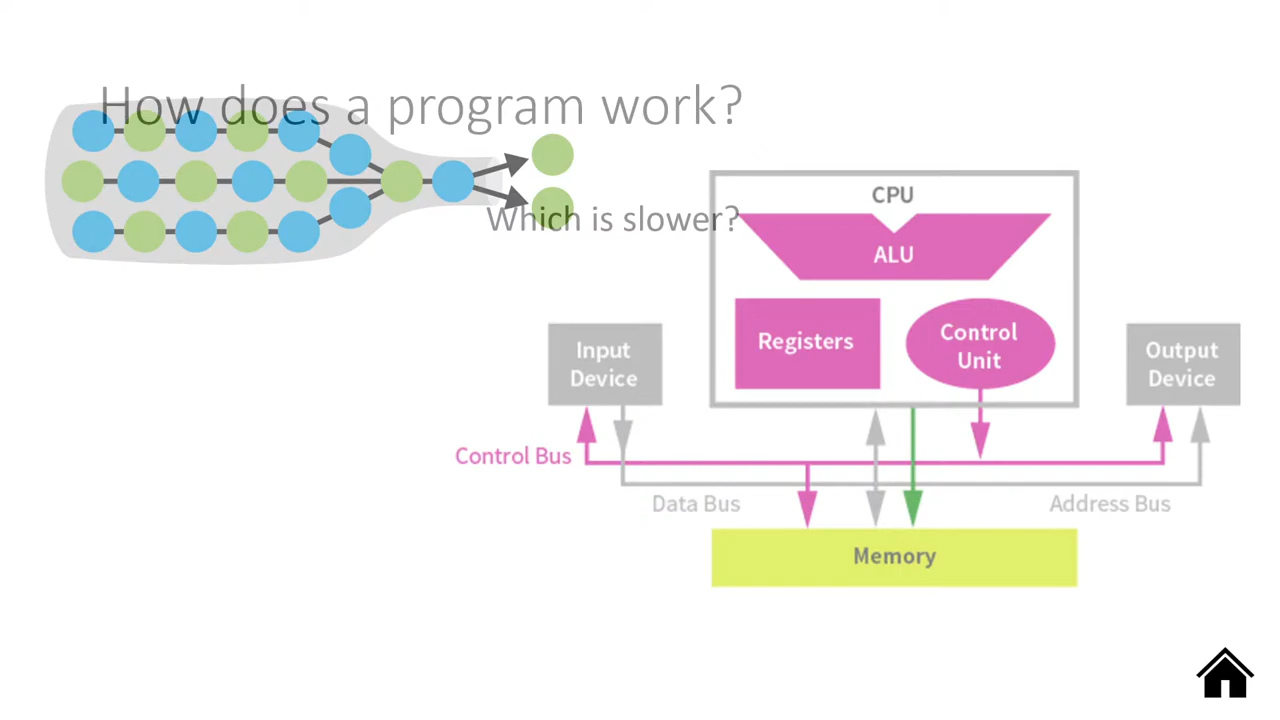 How does a program work?
Which is slower?
CPU
ALU
Registers
Control
Unit
Input
Device
Output
Device
Control Bus
Data Bus
Address Bus
Memory